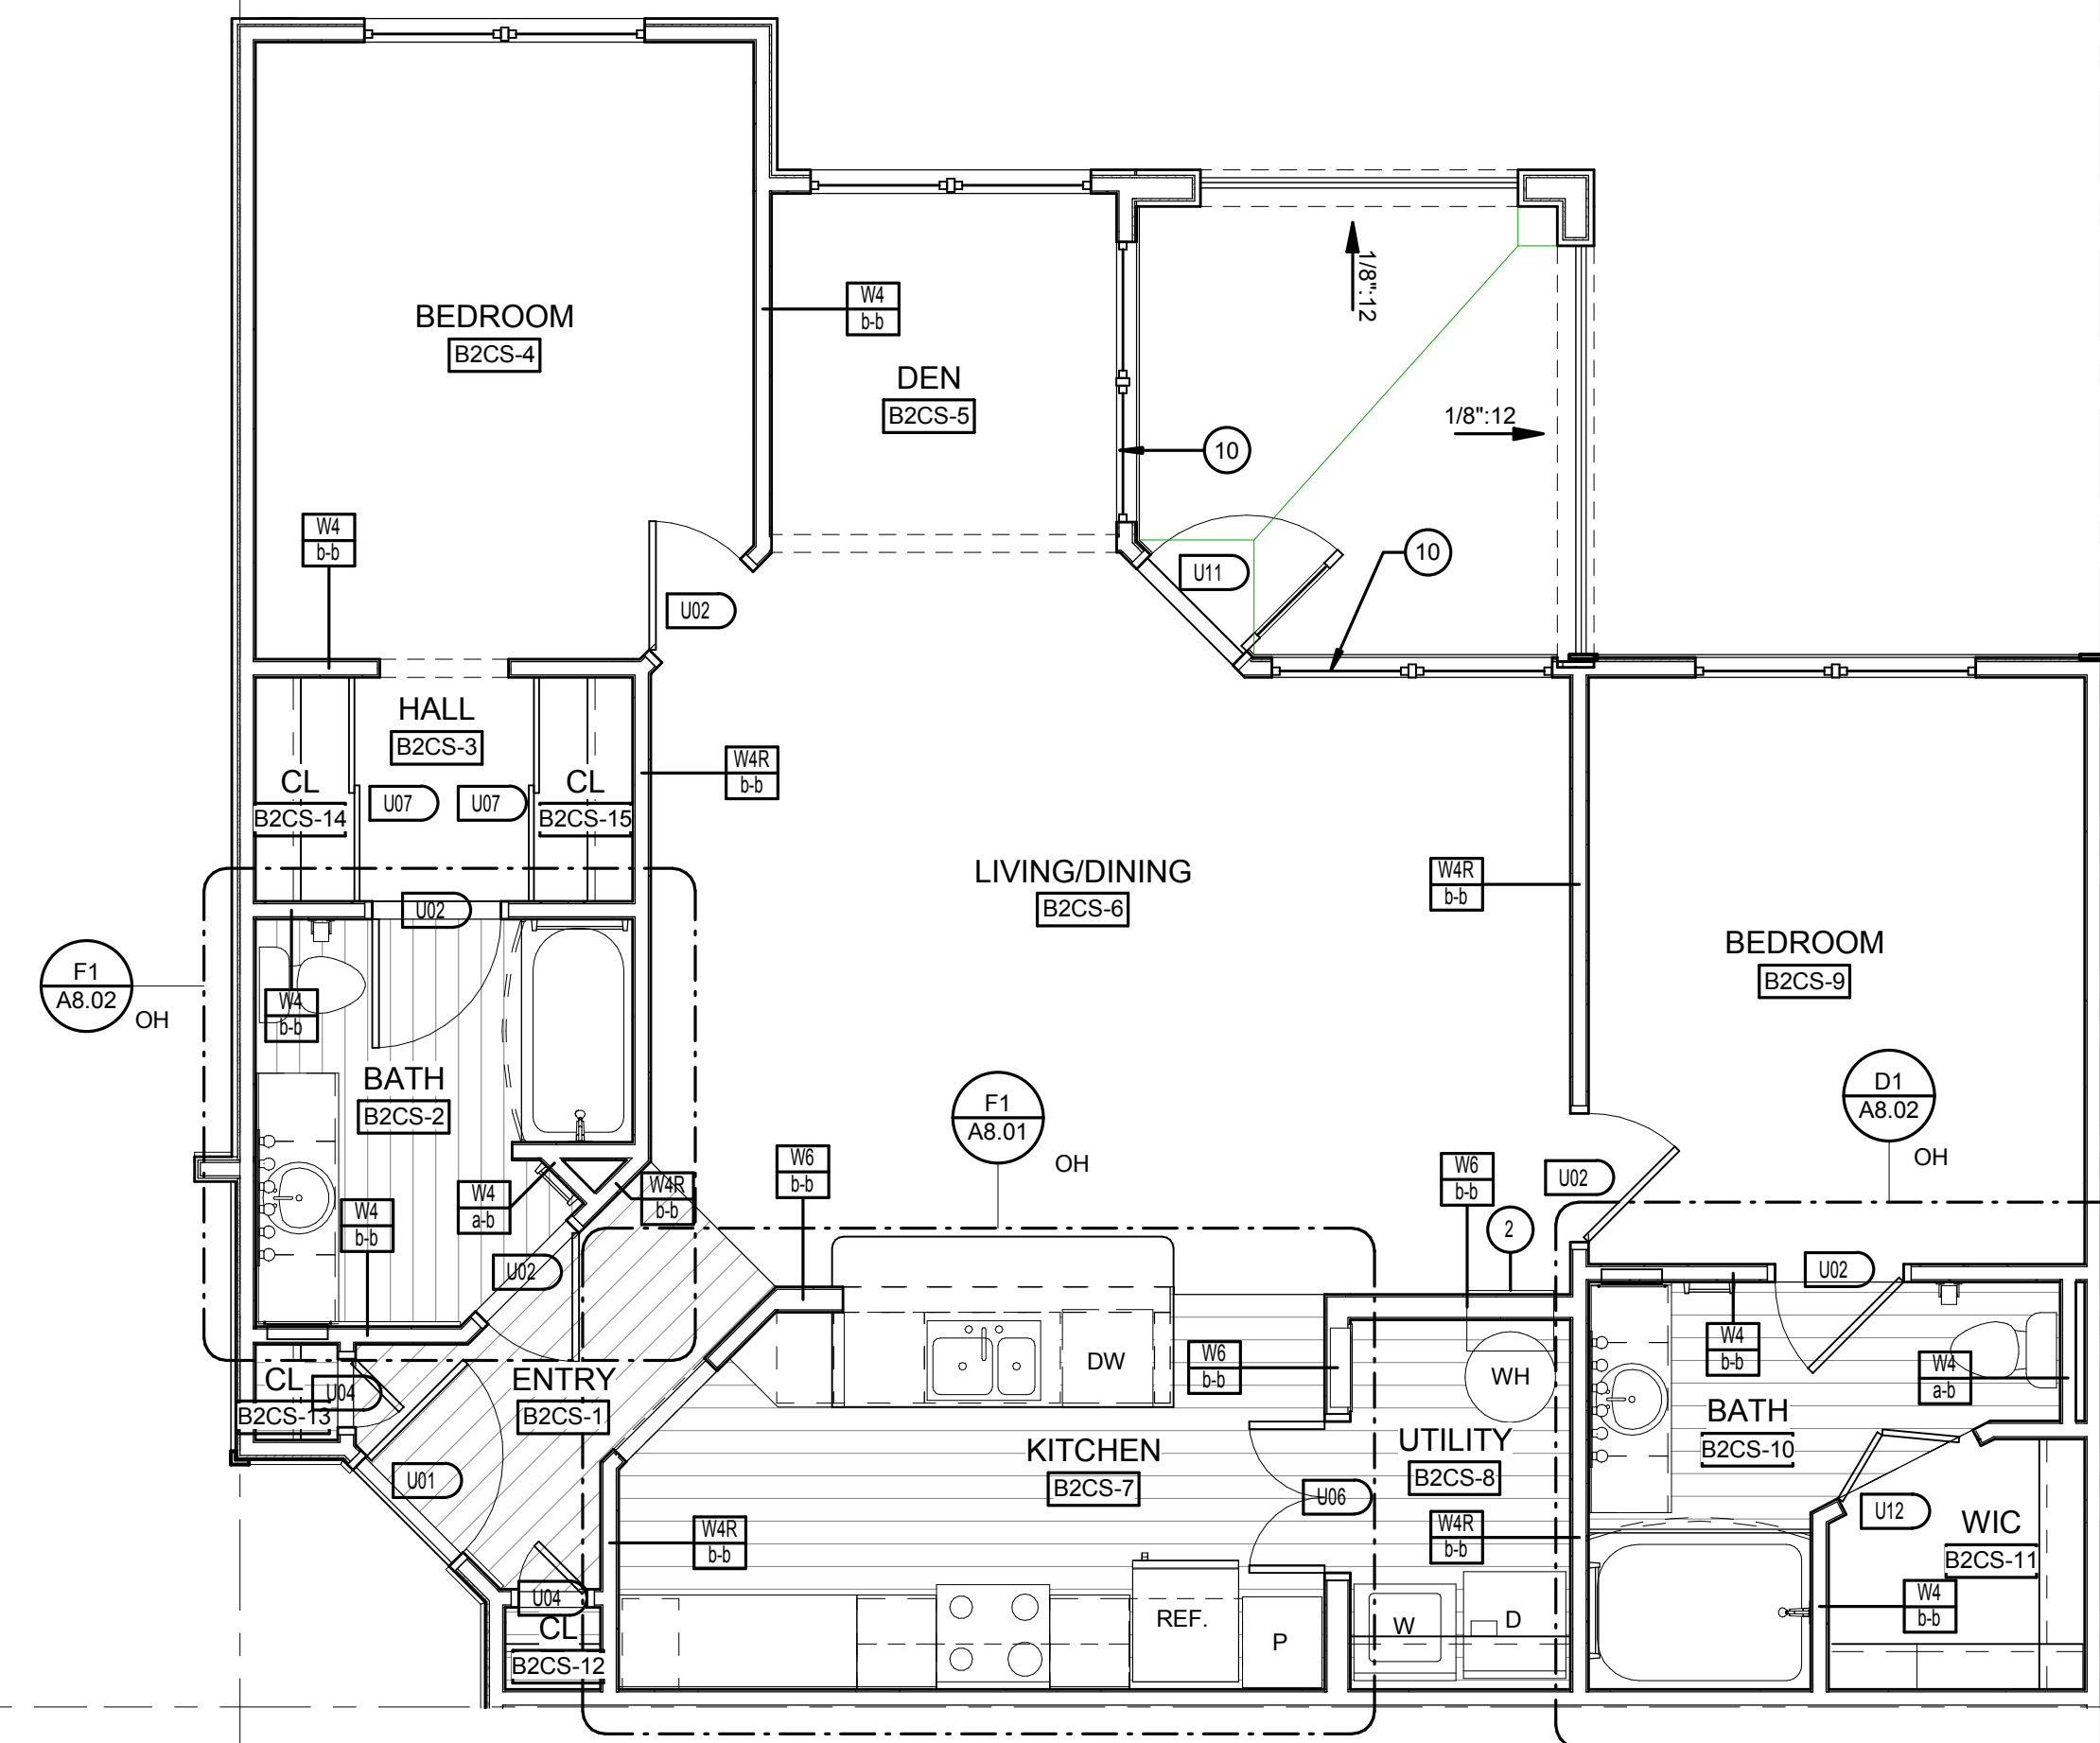 BEDROOM
B2CS-4
W4
b-b
DEN
B2CS-5
1/8":12
1/8":12
10
10
W4
b-b
U11
U02
HALL
B2CS-3
CL
B2CS-14
U07
U07
CL
B2CS-15
W4R
b-b
LIVING/DINING
B2CS-6
W4R
b-b
U02
BEDROOM
B2CS-9
F1
A8.02
OH
W4
b-b
BATH
B2CS-2
F1
A8.01
OH
D1
A8.02
OH
W4
a-b
W4R
b-b
W4
b-b
W6
b-b
W6
b-b
U02
2
U02
U02
W4
b-b
W4
a-b
W6
b-b
DW
WH
CL
B2CS-13
U04
ENTRY
B2CS-1
BATH
B2CS-10
KITCHEN
B2CS-7
UTILITY
B2CS-8
U01
U06
U12
WIC
B2CS-11
W4R
b-b
W4R
b-b
U04
CL
B2CS-12
REF.
P
W
D
W4
b-b